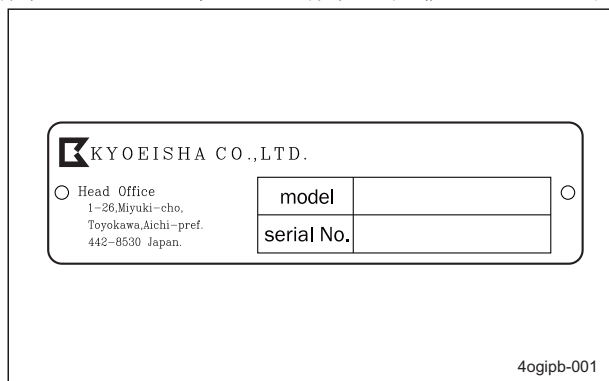 KYOEISHA CO.,LTD.
Head Office
1-26,Miyuki-cho,
Toyokawa,Aichi-pref.
442-8530 Japan.
model
serial No.
4ogipb-001